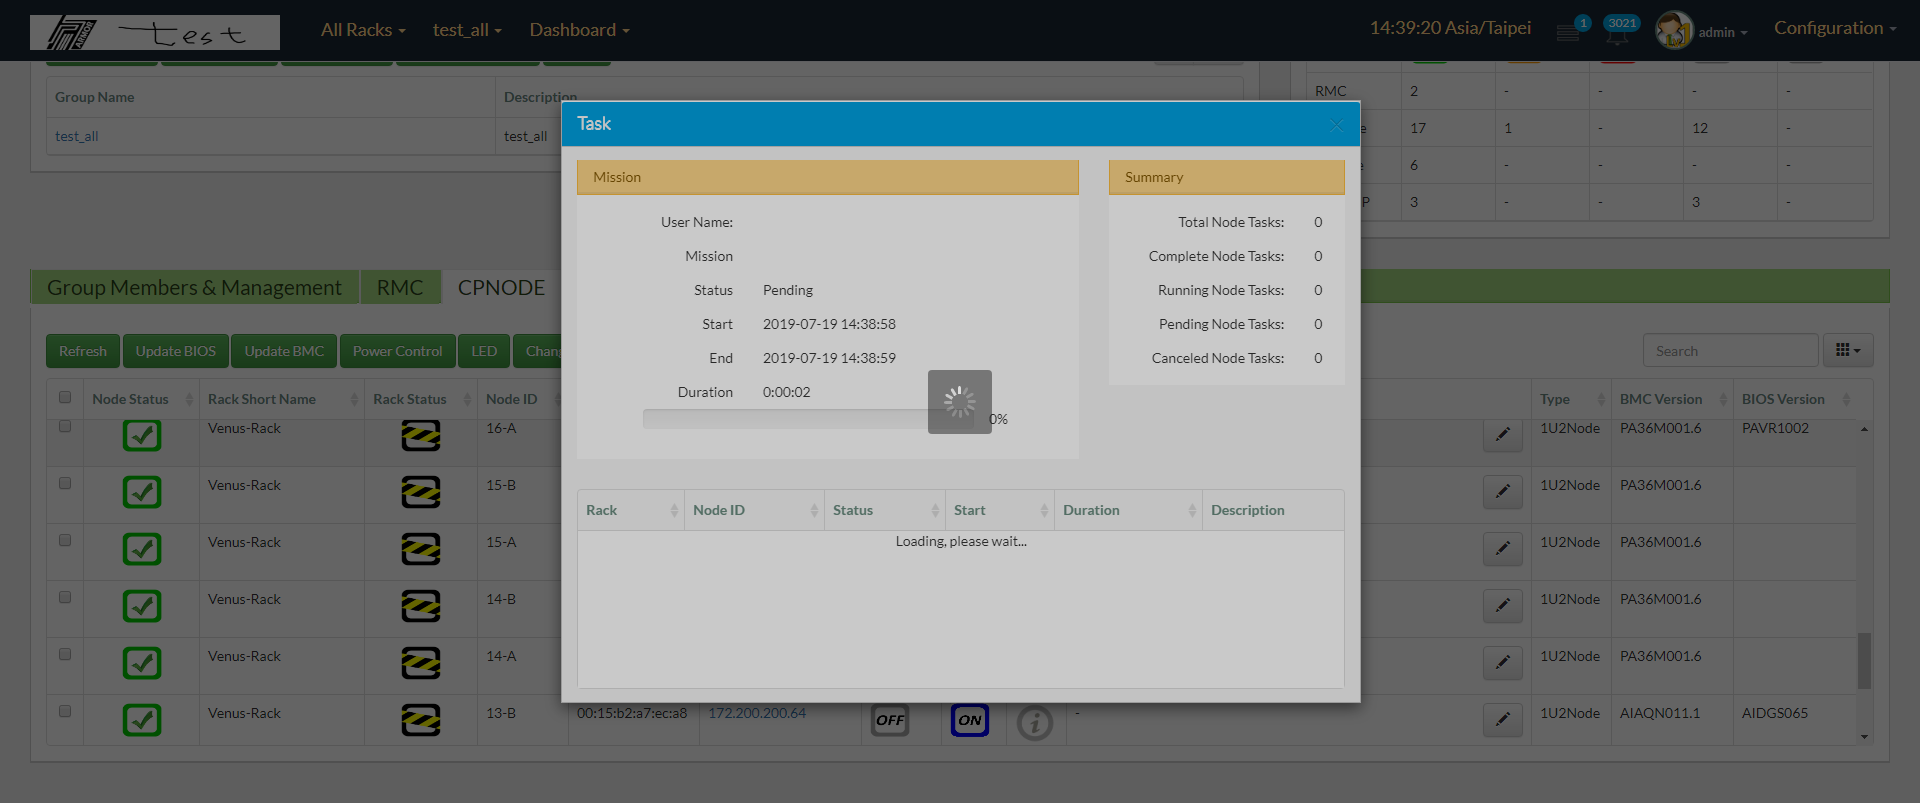 ARMOR test All Racks test_all Dashboard 14:39:20 Asia/Taipei 1 3021 admin Configuration
Group Name Description
test_all test_all
RMC 2 - - - -
e 17 1 - 12 -
e 6 - - - -
P 3 - - 3 -
Task
Mission
User Name:
Mission
Status Pending
Start 2019-07-19 14:38:58
End 2019-07-19 14:38:59
Duration 0:00:02
0%
Summary
Total Node Tasks: 0
Complete Node Tasks: 0
Running Node Tasks: 0
Pending Node Tasks: 0
Canceled Node Tasks: 0
Rack Node ID Status Start Duration Description
Loading, please wait...
Group Members & Management RMC CPNODE
Refresh Update BIOS Update BMC Power Control LED Chang Search
Node Status Rack Short Name Rack Status Node ID Type BMC Version BIOS Version
Venus-Rack 16-A 1U2Node PA36M001.6 PAVR1002
Venus-Rack 15-B 1U2Node PA36M001.6
Venus-Rack 15-A 1U2Node PA36M001.6
Venus-Rack 14-B 1U2Node PA36M001.6
Venus-Rack 14-A 1U2Node PA36M001.6
Venus-Rack 13-B 00:15:b2:a7:ec:a8 172.200.200.64 OFF ON i - 1U2Node AIAQN011.1 AIDGS065